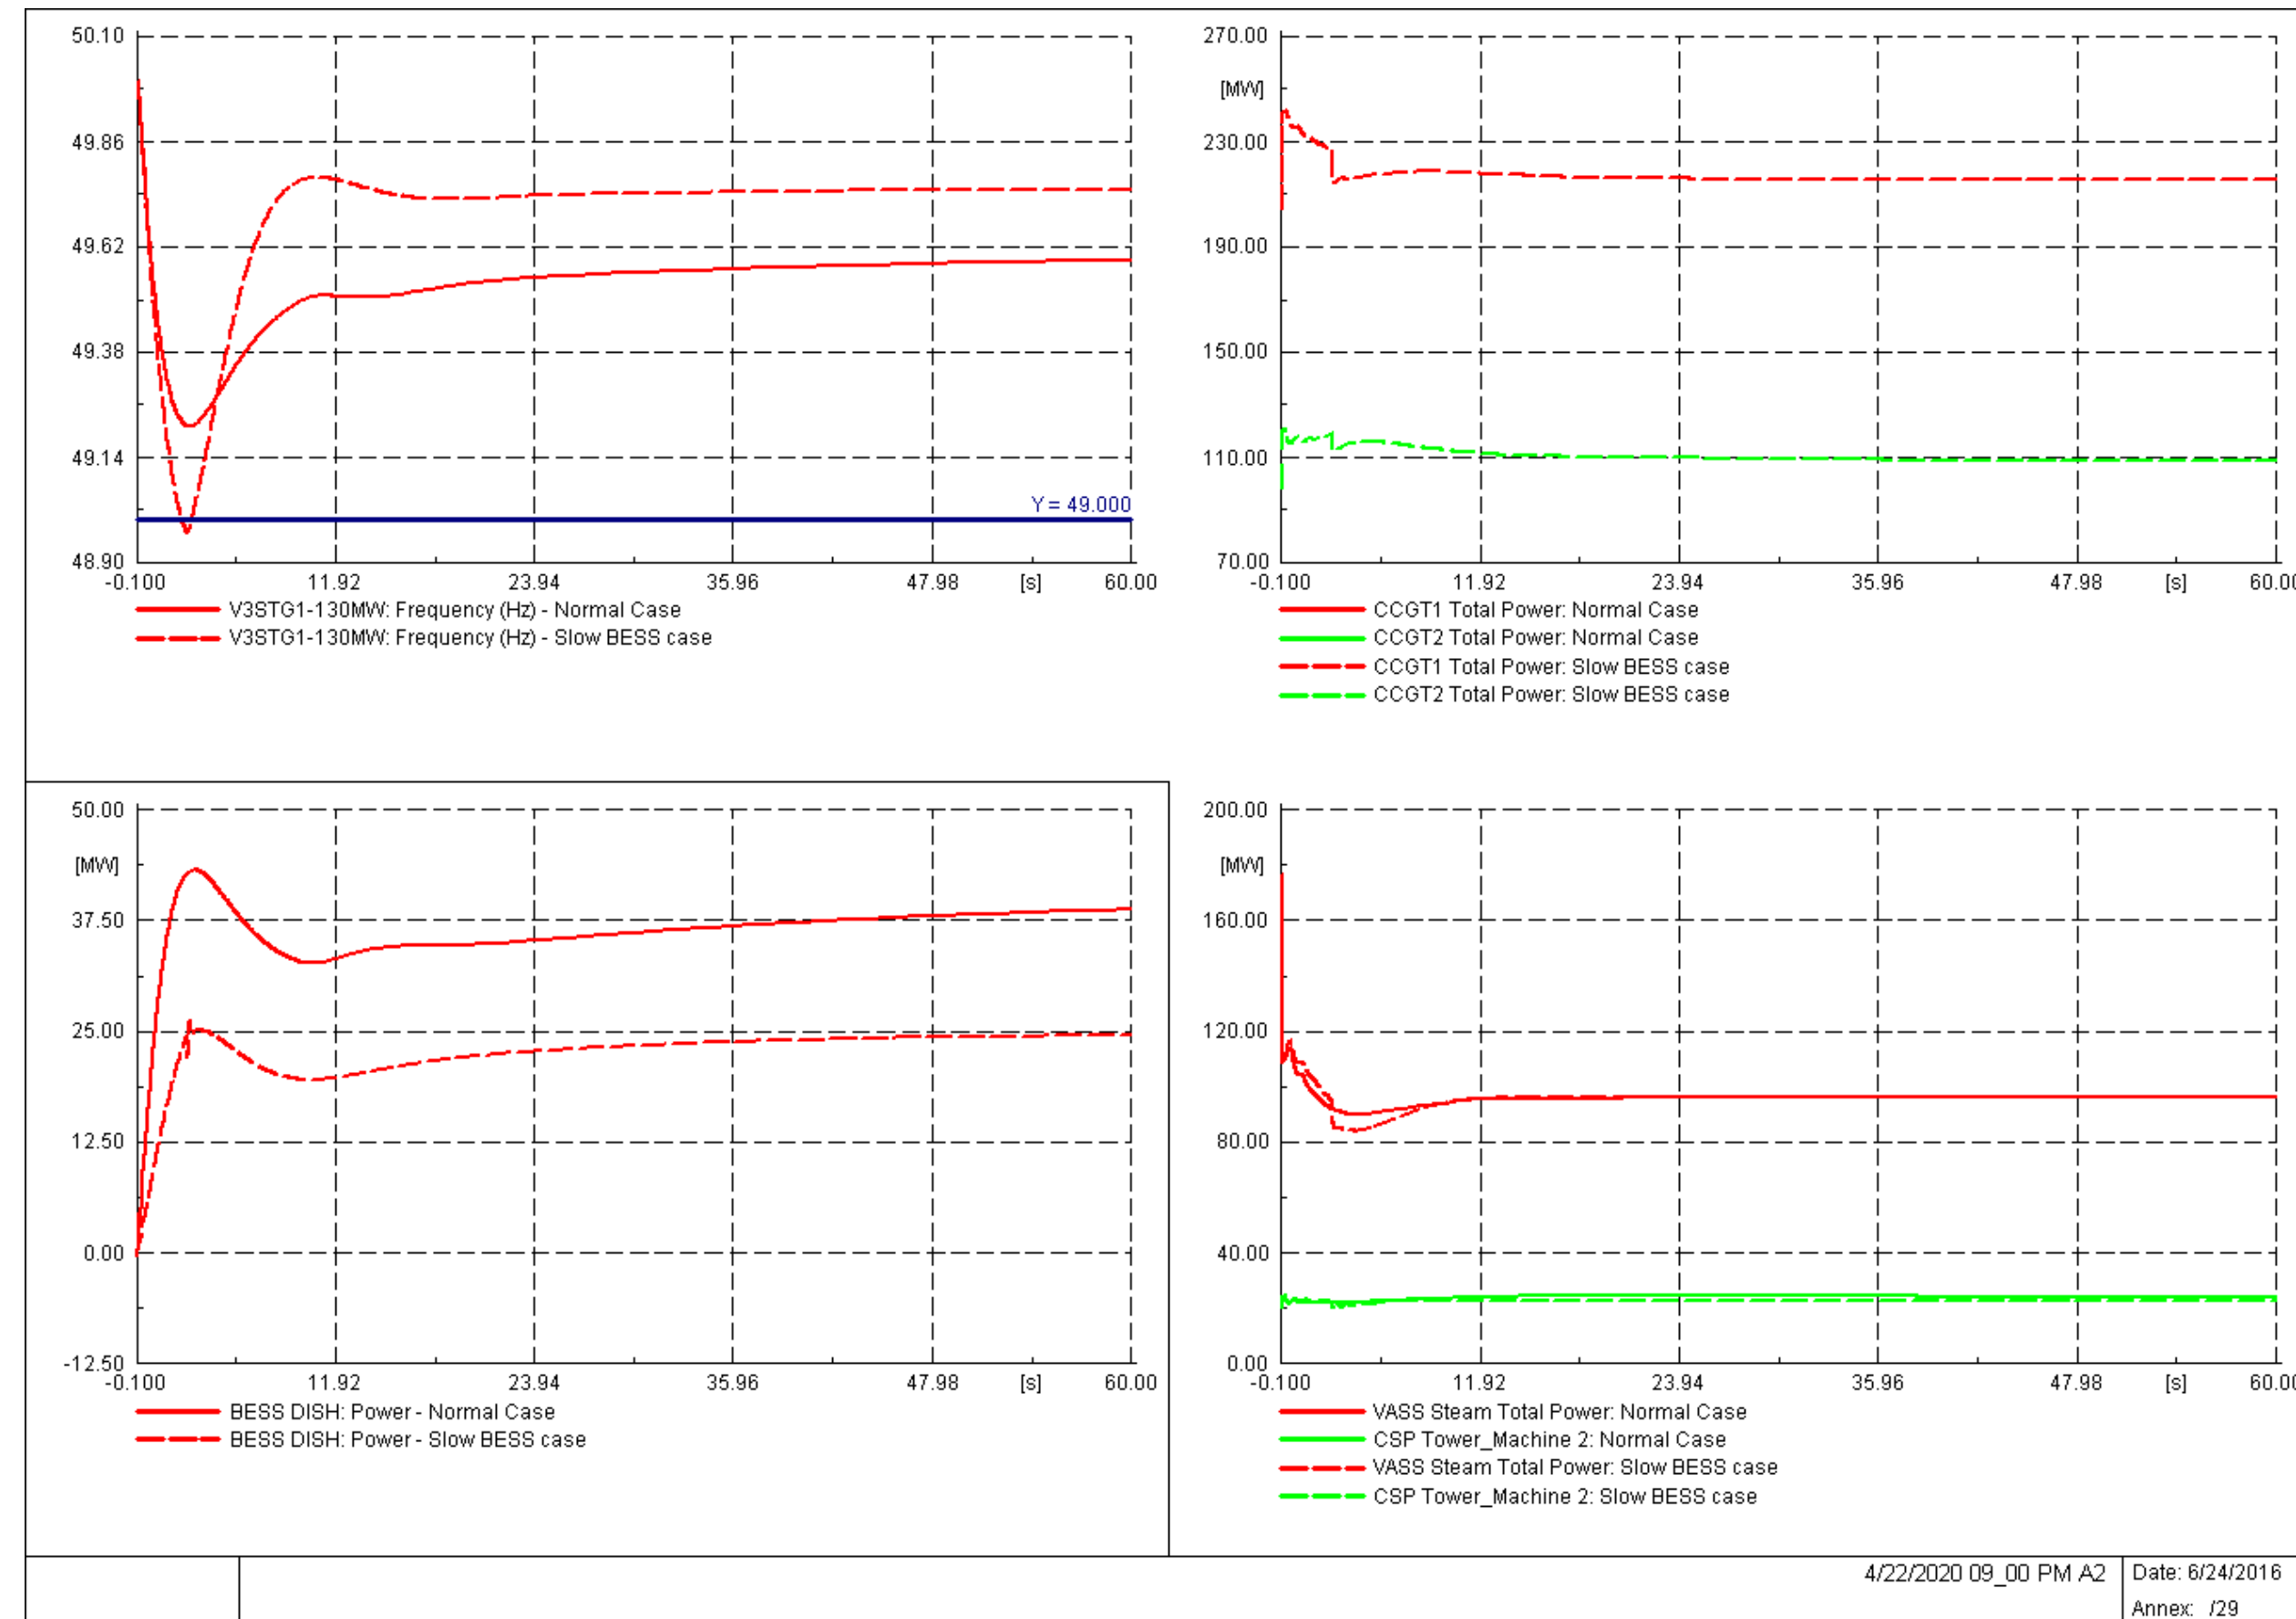 50.10
49.86
49.62
49.38
49.14
48.90
Y = 49.000
-0.100 11.92 23.94 35.96 47.98 [s] 60.00
V3STG1-130MW: Frequency (Hz) - Normal Case
V3STG1-130MW: Frequency (Hz) - Slow BESS case
270.00
[MW]
230.00
190.00
150.00
110.00
70.00
-0.100 11.92 23.94 35.96 47.98 [s] 60.00
CCGT1 Total Power: Normal Case
CCGT2 Total Power: Normal Case
CCGT1 Total Power: Slow BESS case
CCGT2 Total Power: Slow BESS case
50.00
[MW]
37.50
25.00
12.50
0.00
-12.50
-0.100 11.92 23.94 35.96 47.98 [s] 60.00
BESS DISH: Power - Normal Case
BESS DISH: Power - Slow BESS case
200.00
[MW]
160.00
120.00
80.00
40.00
0.00
-0.100 11.92 23.94 35.96 47.98 [s] 60.00
VASS Steam Total Power: Normal Case
CSP Tower_Machine 2: Normal Case
VASS Steam Total Power: Slow BESS case
CSP Tower_Machine 2: Slow BESS case
4/22/2020 09_00 PM A2
Date: 6/24/2016
Annex: /29